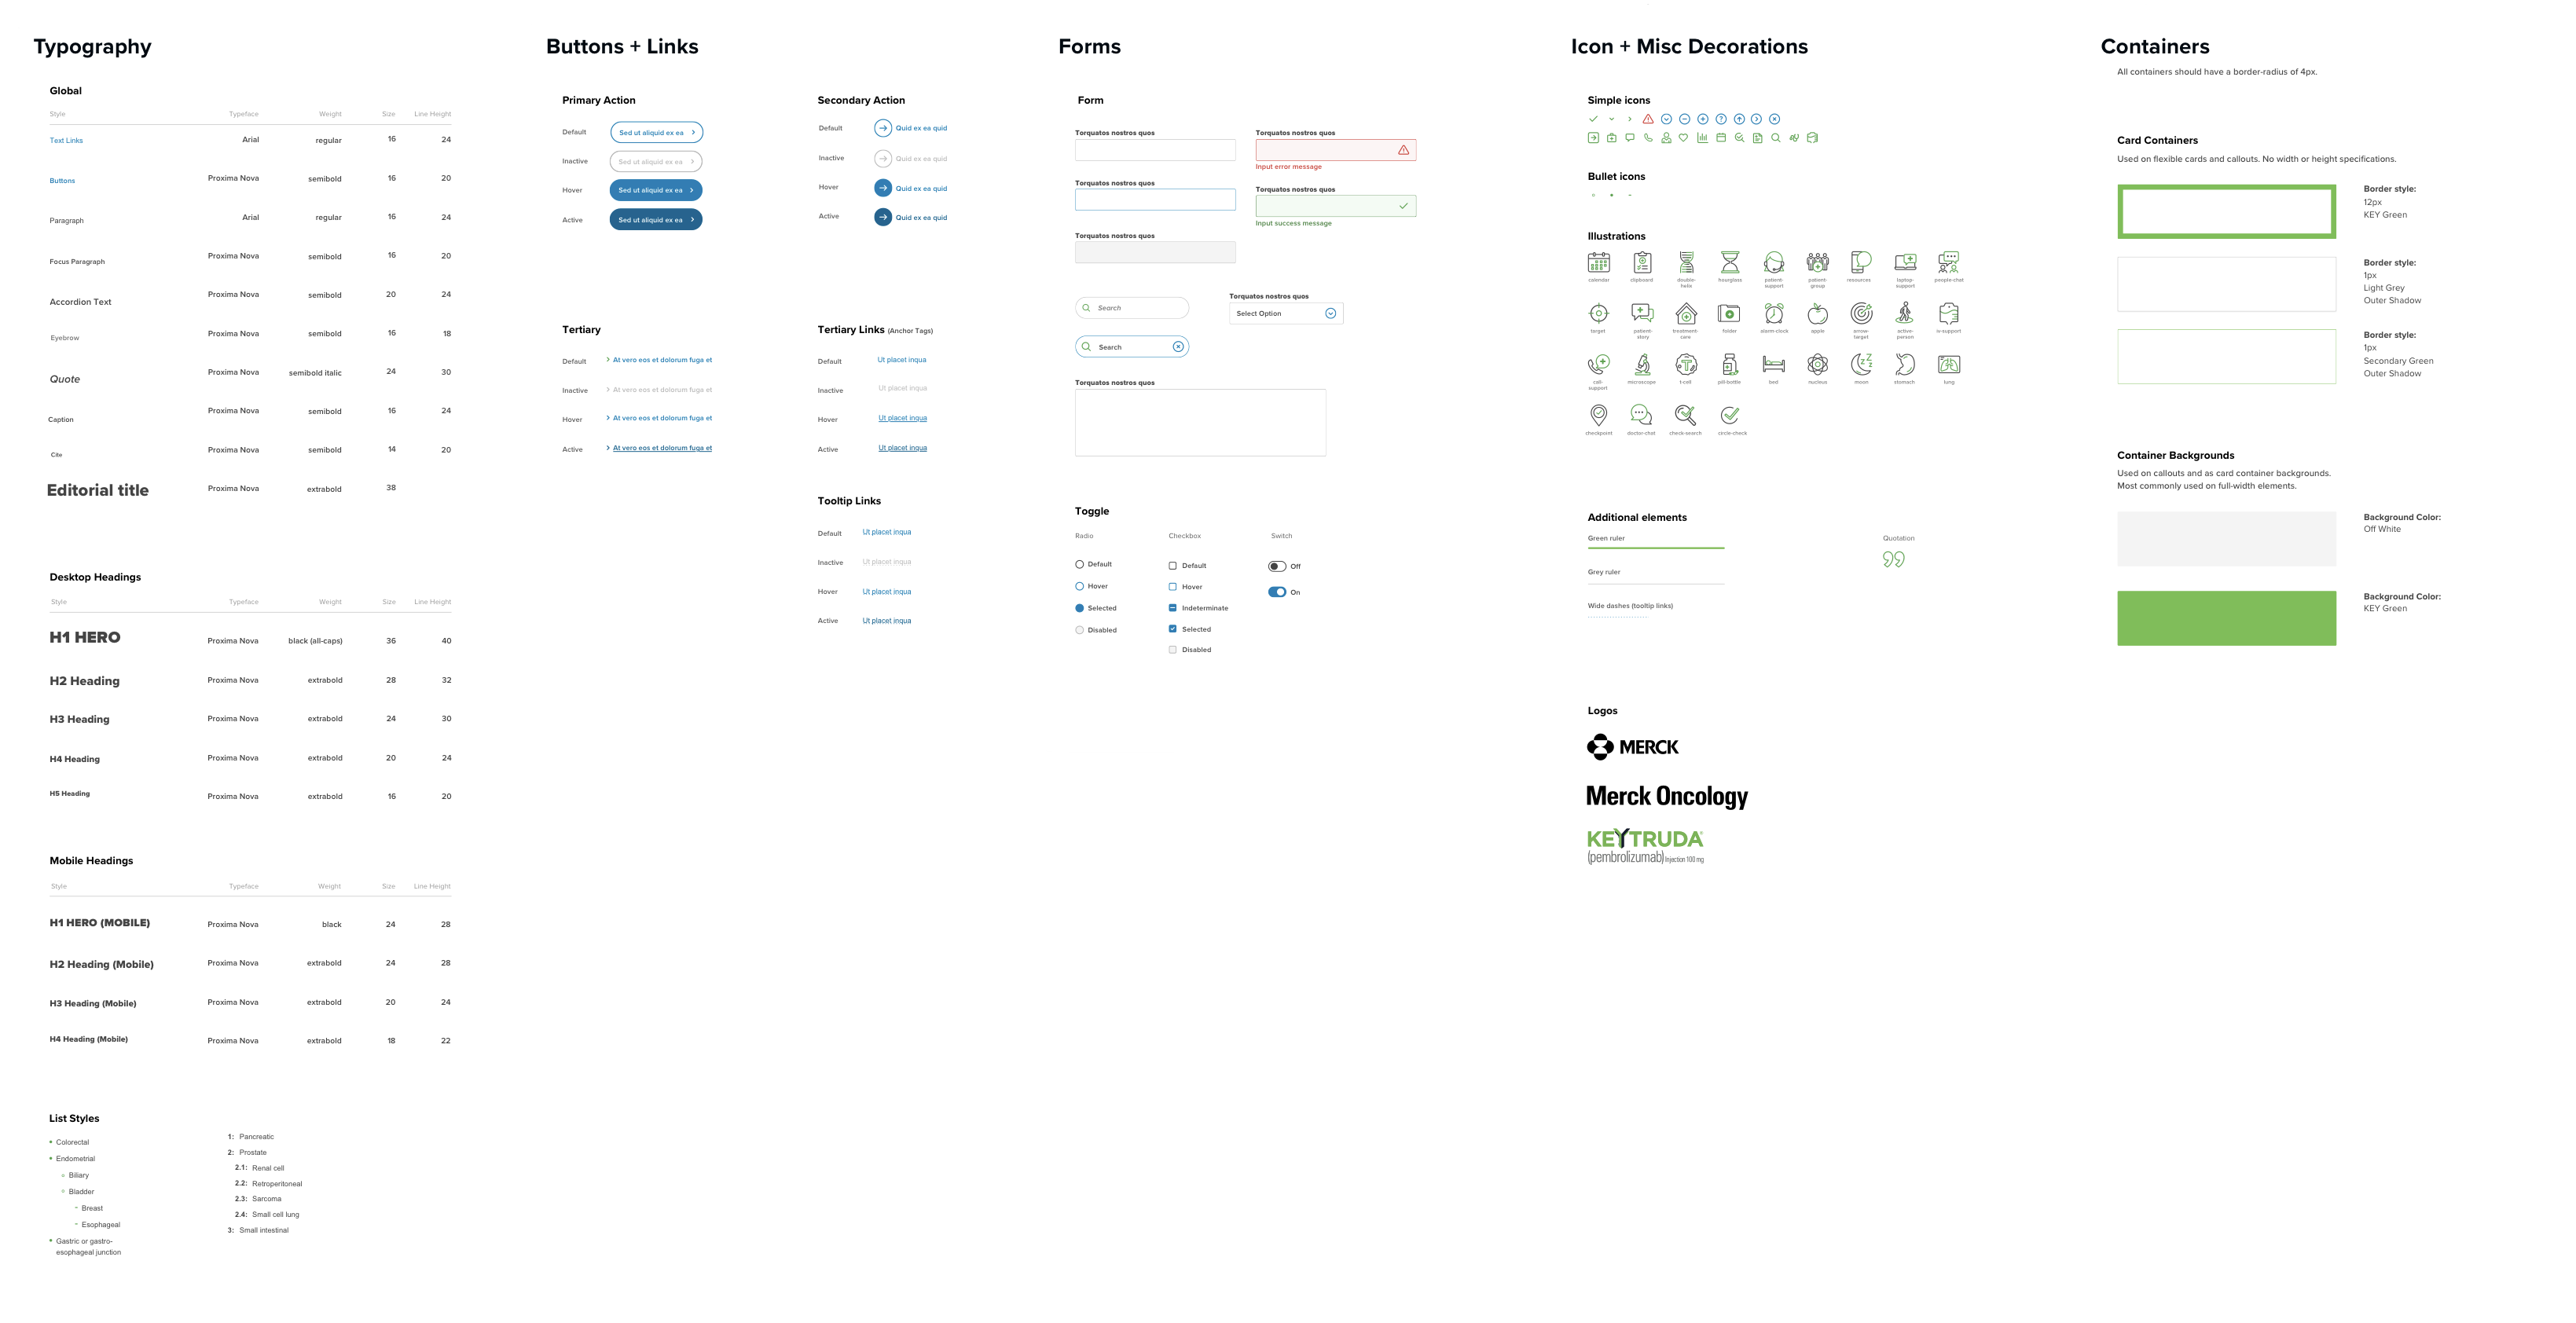 Typography
Global
Style Typeface Weight Size Line Height
Text Links Arial regular 16 24
Buttons Proxima Nova semibold 16 20
Paragraph Arial regular 16 24
Focus Paragraph Proxima Nova semibold 16 20
Accordion Text Proxima Nova semibold 20 24
Eyebrow Proxima Nova semibold 16 18
Quote Proxima Nova semibold italic 24 30
Caption Proxima Nova semibold 16 24
Cite Proxima Nova semibold 14 20
Editorial title Proxima Nova extrabold 38
Desktop Headings
Style Typeface Weight Size Line Height
H1 HERO Proxima Nova black (all-caps) 36 40
H2 Heading Proxima Nova extrabold 28 32
H3 Heading Proxima Nova extrabold 24 30
H4 Heading Proxima Nova extrabold 20 24
H5 Heading Proxima Nova extrabold 16 20
Mobile Headings
Style Typeface Weight Size Line Height
H1 HERO (MOBILE) Proxima Nova black 24 28
H2 Heading (Mobile) Proxima Nova extrabold 24 28
H3 Heading (Mobile) Proxima Nova extrabold 20 24
H4 Heading (Mobile) Proxima Nova extrabold 18 22
List Styles
Colorectal
Endometrial
Biliary
Bladder
Breast
Esophageal
Gastric or gastro-
esophageal junction
1: Pancreatic
2: Prostate
2.1: Renal cell
2.2: Retroperitoneal
2.3: Sarcoma
2.4: Small cell lung
3: Small intestinal
Buttons + Links
Primary Action
Default Sed ut aliquid ex ea
Inactive Sed ut aliquid ex ea
Hover Sed ut aliquid ex ea
Active Sed ut aliquid ex ea
Secondary Action
Default Quid ex ea quid
Inactive Quid ex ea quid
Hover Quid ex ea quid
Active Quid ex ea quid
Tertiary
Default At vero eos et dolorum fuga et
Inactive At vero eos et dolorum fuga et
Hover At vero eos et dolorum fuga et
Active At vero eos et dolorum fuga et
Tertiary Links (Anchor Tags)
Default Ut placet inqua
Inactive Ut placet inqua
Hover Ut placet inqua
Active Ut placet inqua
Tooltip Links
Default Ut placet inqua
Inactive Ut placet inqua
Hover Ut placet inqua
Active Ut placet inqua
Forms
Form
Torquatos nostros quos
Torquatos nostros quos
Torquatos nostros quos
Torquatos nostros quos
Input error message
Torquatos nostros quos
Input success message
Search
Search
Torquatos nostros quos
Select Option
Torquatos nostros quos
Toggle
Radio
Default
Hover
Selected
Disabled
Checkbox
Default
Hover
Indeterminate
Selected
Disabled
Switch
Off
On
Icon + Misc Decorations
Simple icons
Bullet icons
Illustrations
calendar
clipboard
double-
helix
hourglass
patient-
support
patient-
group
resources
laptop-
support
people-chat
target
patient-
story
treatment-
care
folder
alarm-clock
apple
arrow-
target
active-
person
io-support
call-
support
microscope
t-cell
pill-bottle
bed
nucleus
moon
stomach
lung
checkpoint
doctor-chat
check-search
circle-check
Additional elements
Green ruler
Grey ruler
Wide dashes (tooltip links)
Quotation
Logos
MERCK
Merck Oncology
KEYTRUDA®
(pembrolizumab) Injection 100 mg
Containers
All containers should have a border-radius of 4px.
Card Containers
Used on flexible cards and callouts. No width or height specifications.
Border style:
12px
KEY Green
Border style:
1px
Light Grey
Outer Shadow
Border style:
1px
Secondary Green
Outer Shadow
Container Backgrounds
Used on callouts and as card container backgrounds.
Most commonly used on full-width elements.
Background Color:
Off White
Background Color:
KEY Green